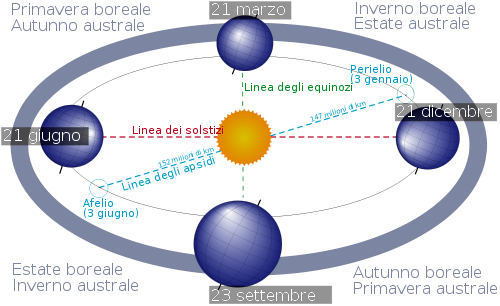 Primavera boreale
Autunno australe
21 marzo
Inverno boreale
Estate australe
Perielio
(3 gennaio)
Linea degli equinozi
147 milioni di km
21 dicembre
21 giugno
Linea dei solstizi
152 milioni di km
Linea degli apsidi
Afelio
(3 giugno)
Estate boreale
Inverno australe
23 settembre
Autunno boreale
Primavera australe